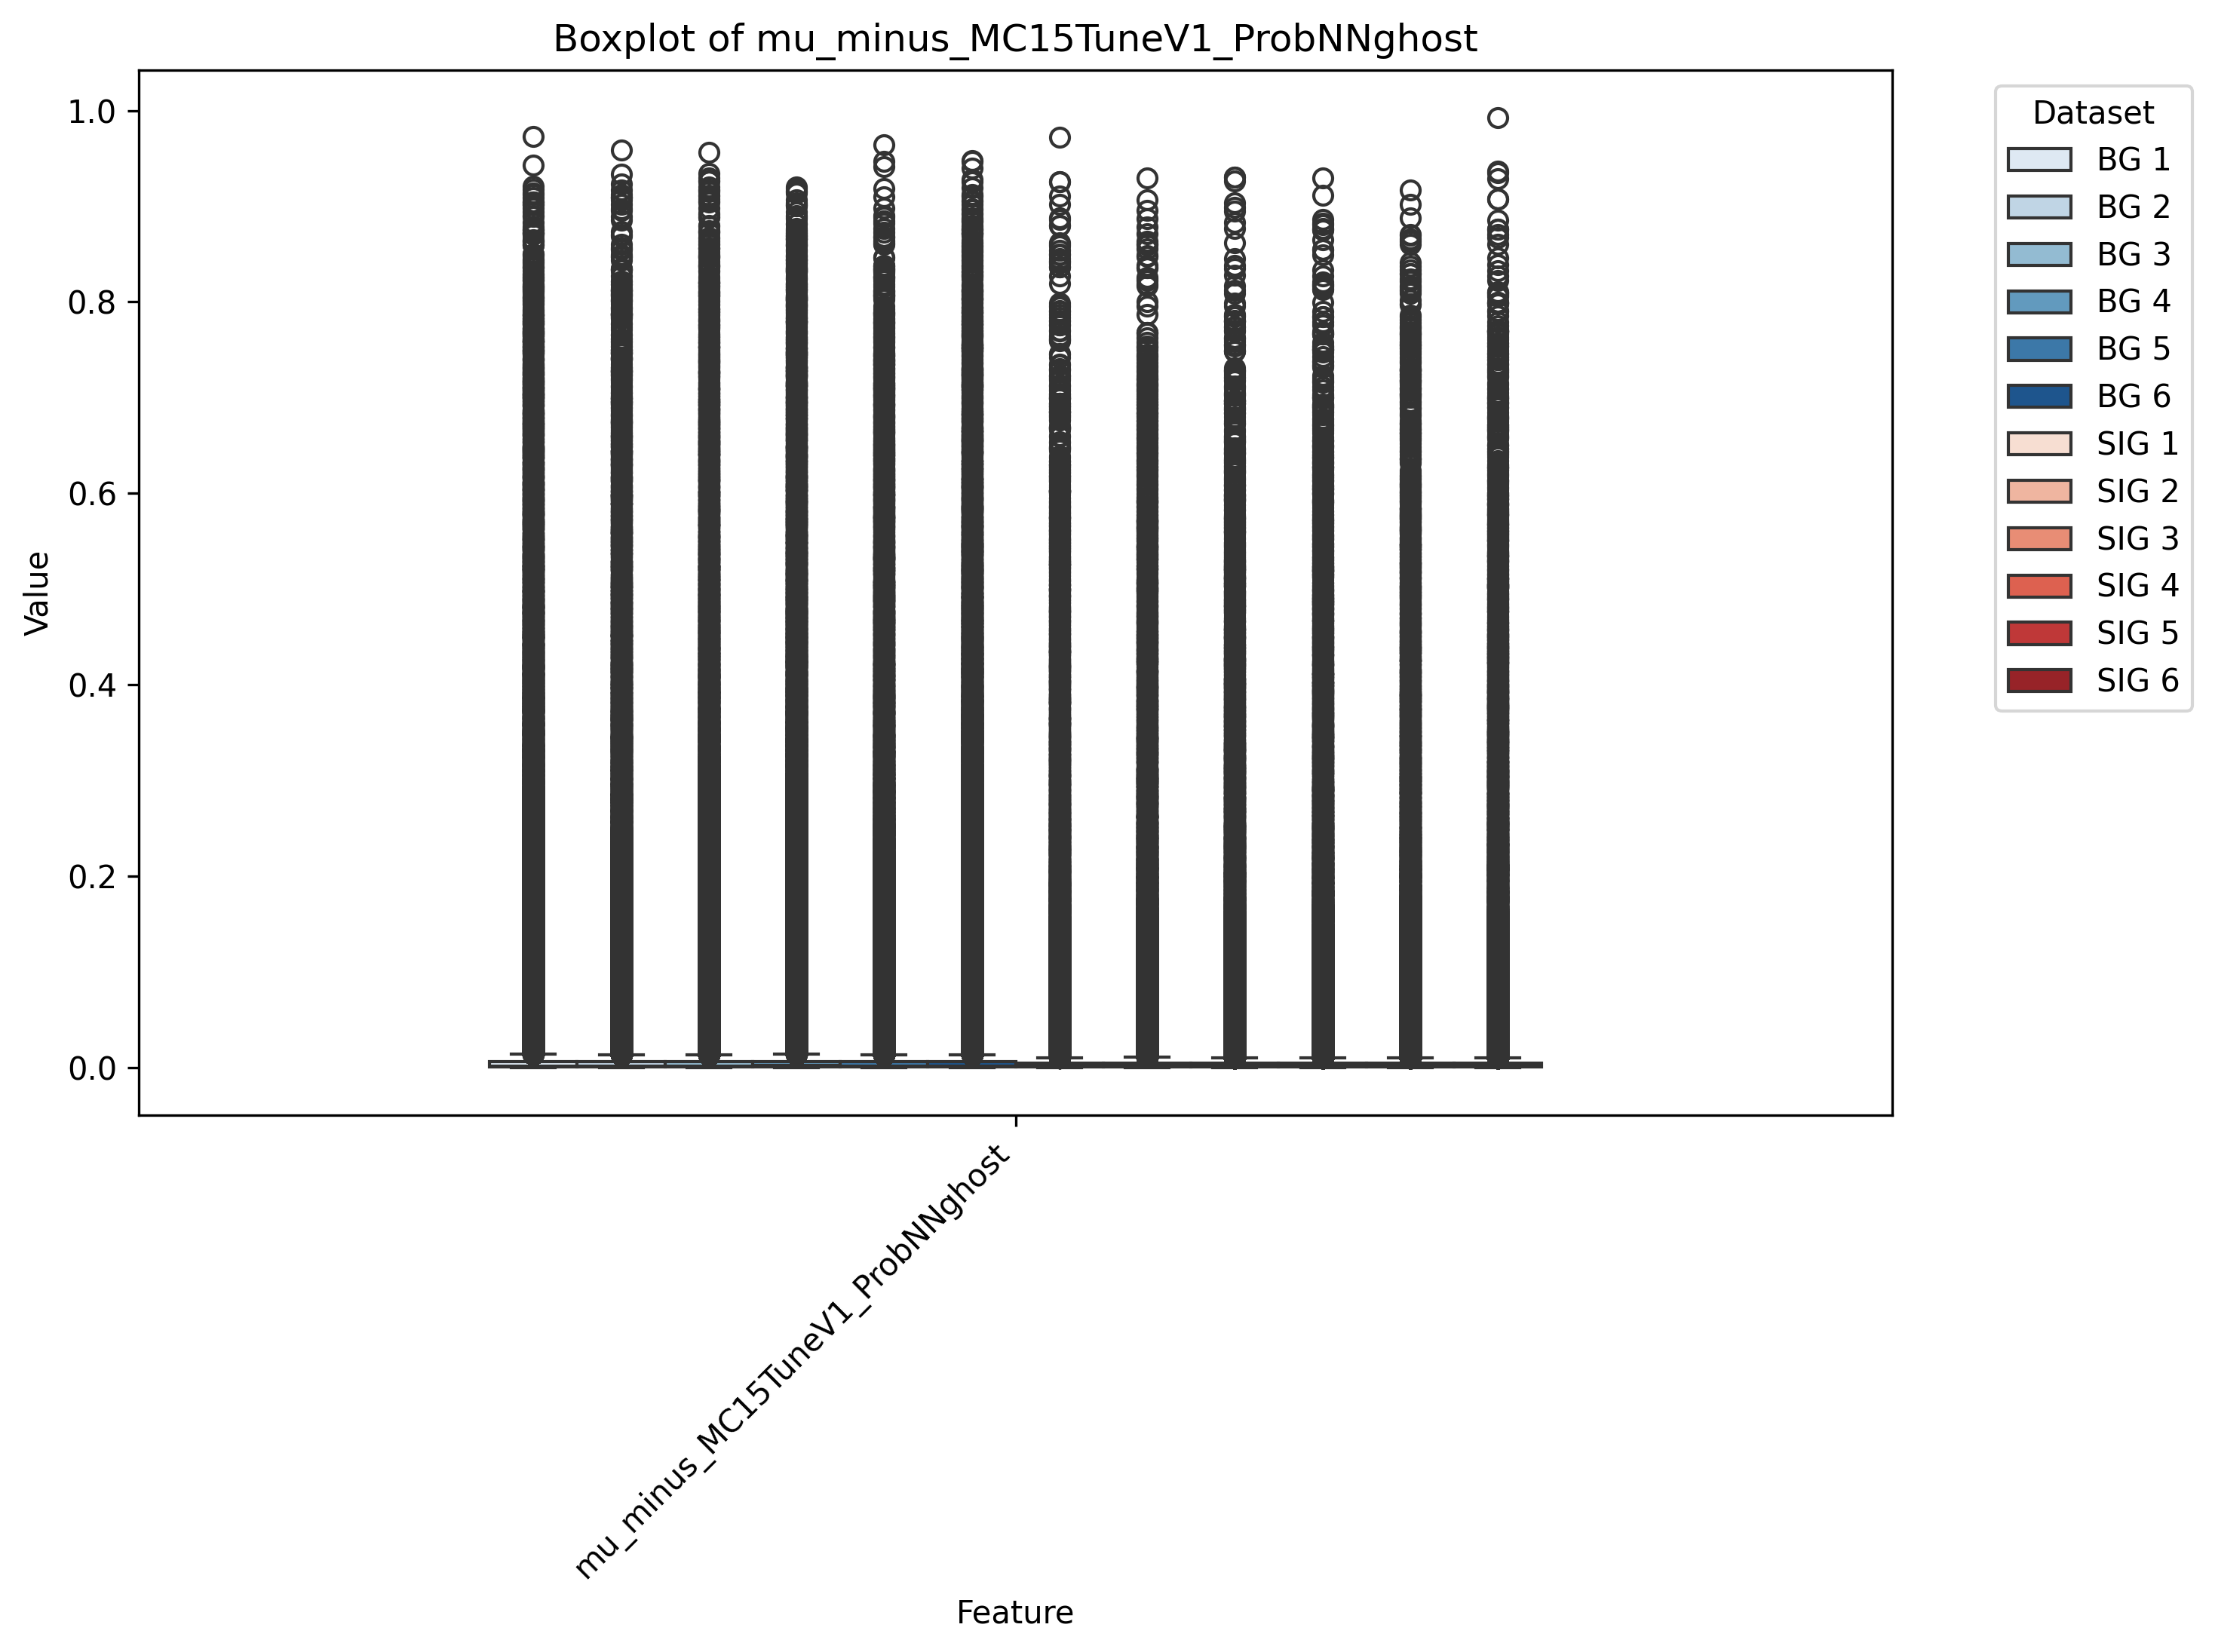 Boxplot of mu_minus_MC15TuneV1_ProbNNghost
1.0
0.8
0.6
0.4
0.2
0.0
Value
mu_minus_MC15TuneV1_ProbNNghost
Feature
Dataset
BG 1
BG 2
BG 3
BG 4
BG 5
BG 6
SIG 1
SIG 2
SIG 3
SIG 4
SIG 5
SIG 6